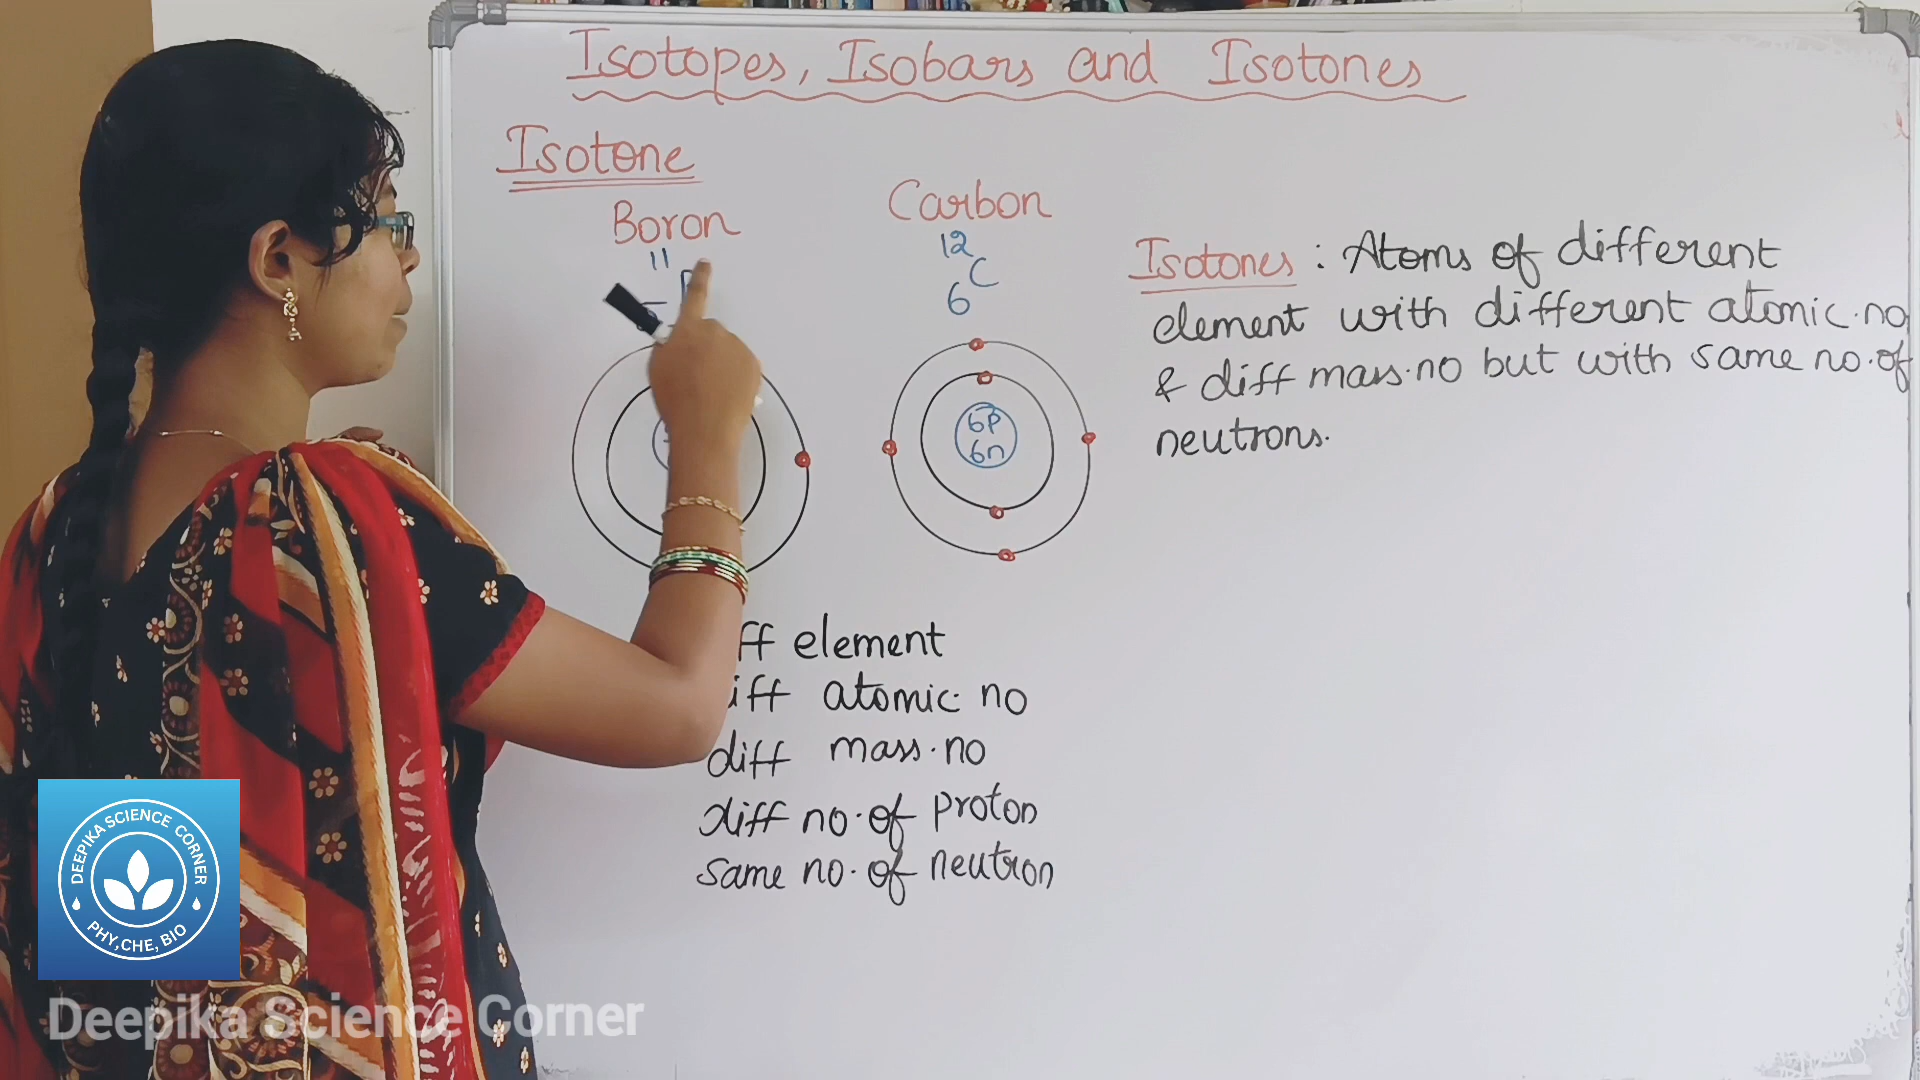 Isotopes, Isobars and Isotones
Isotone
Boron
11
Carbon
12
C
6
6p
6n
Isotones : Atoms of different
element with different atomic.no
& diff mass.no but with same no.of
neutrons.
ff element
iff atomic.no
diff mass.no
diff no.of proton
same no.of neutron
DEEPIKA SCIENCE CORNER
PHY,CHE, BIO
Deepika Science Corner